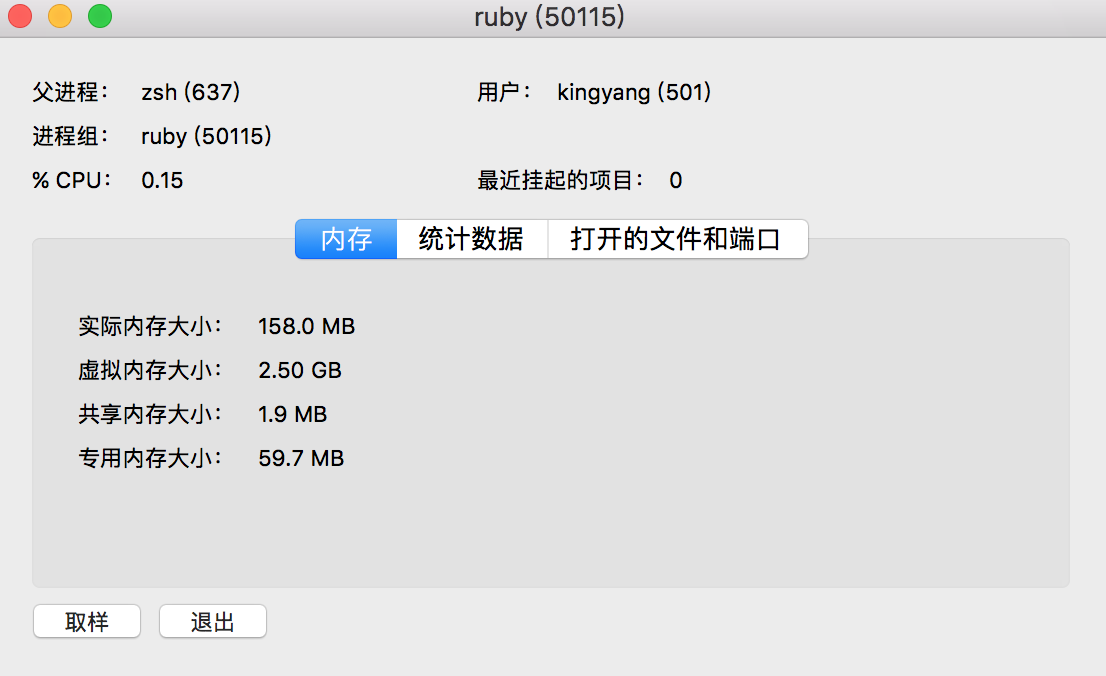 ruby (50115)
父进程： zsh (637) 用户： kingyang (501)
进程组： ruby (50115)
% CPU： 0.15 最近挂起的项目： 0
内存 统计数据 打开的文件和端口
实际内存大小： 158.0 MB
虚拟内存大小： 2.50 GB
共享内存大小： 1.9 MB
专用内存大小： 59.7 MB
取样 退出